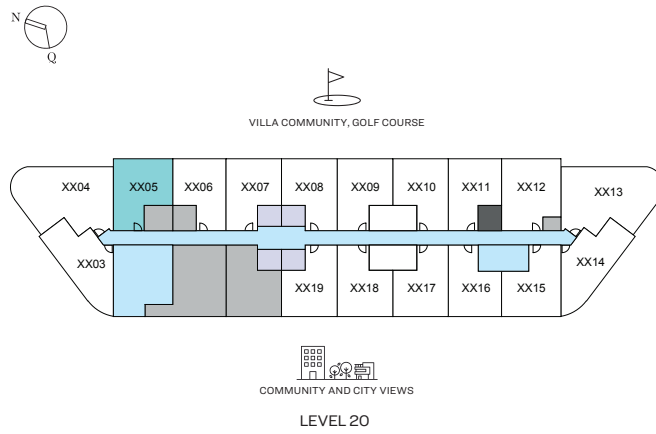 N
Q
VILLA COMMUNITY, GOLF COURSE
XX04 XX05 XX06 XX07 XX08 XX09 XX10 XX11 XX12 XX13
XX03 XX14
XX19 XX18 XX17 XX16 XX15
COMMUNITY AND CITY VIEWS
LEVEL 20